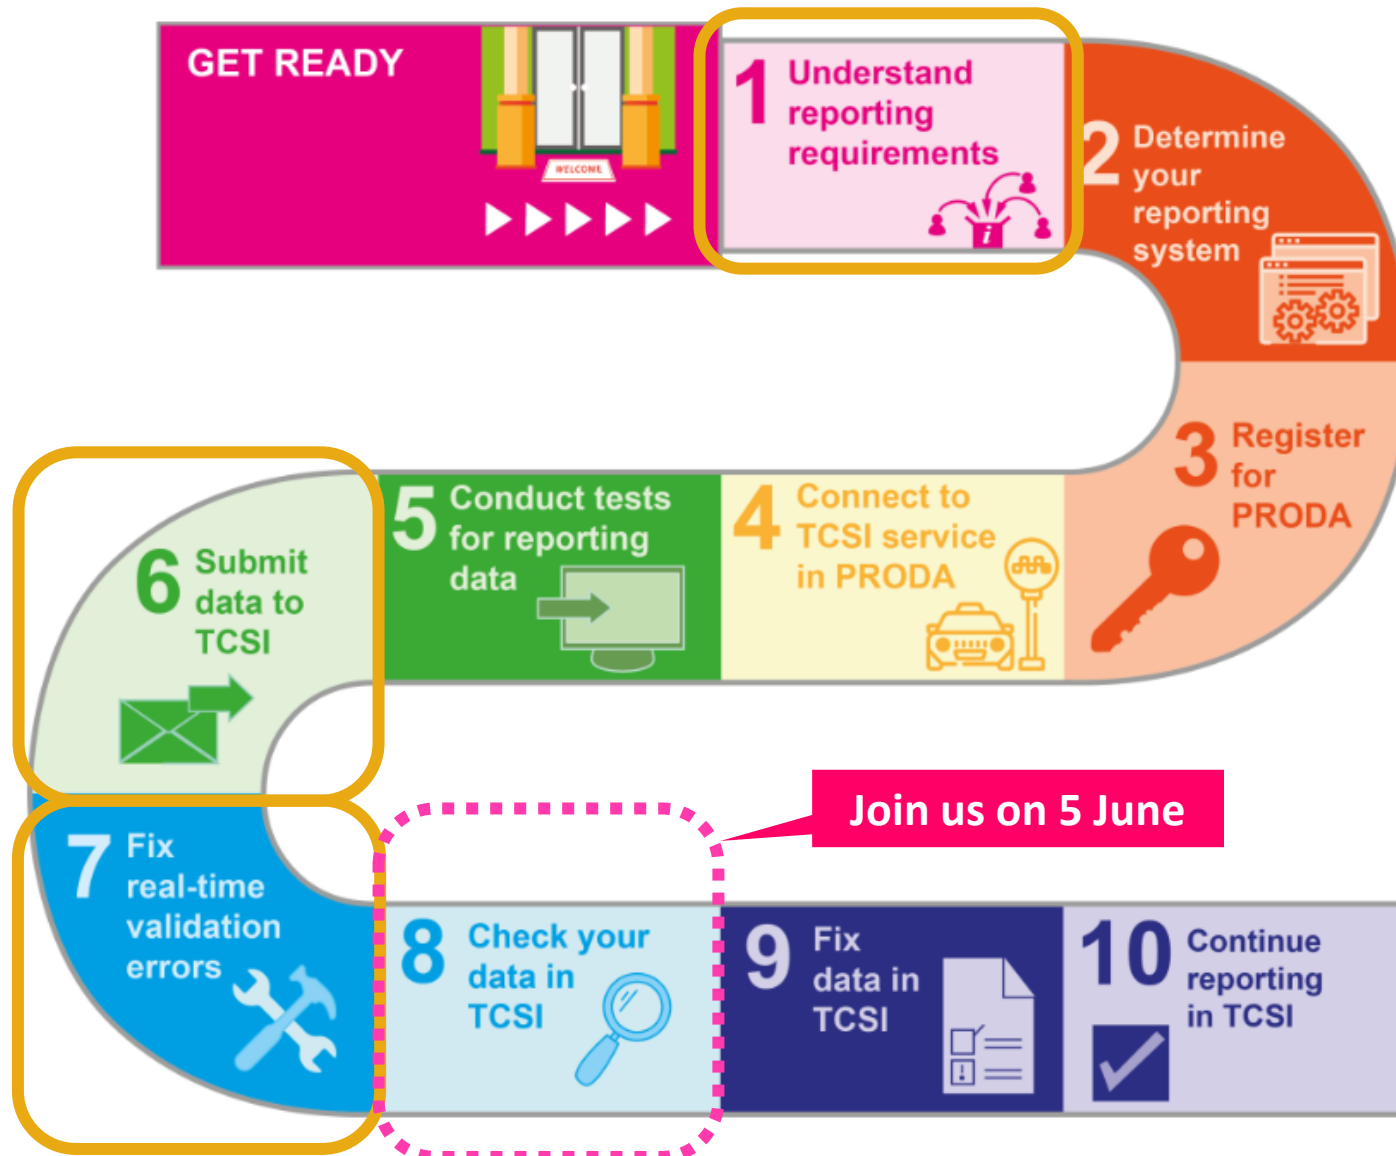 GET READY
WELCOME
1 Understand
reporting
requirements
i
2 Determine
your
reporting
system
3 Register
for
PRODA
4 Connect to
TCSI service
in PRODA
5 Conduct tests
for reporting
data
6 Submit
data to
TCSI
7 Fix
real-time
validation
errors
Join us on 5 June
8 Check your
data in
TCSI
9 Fix
data in
TCSI
10 Continue
reporting
in TCSI